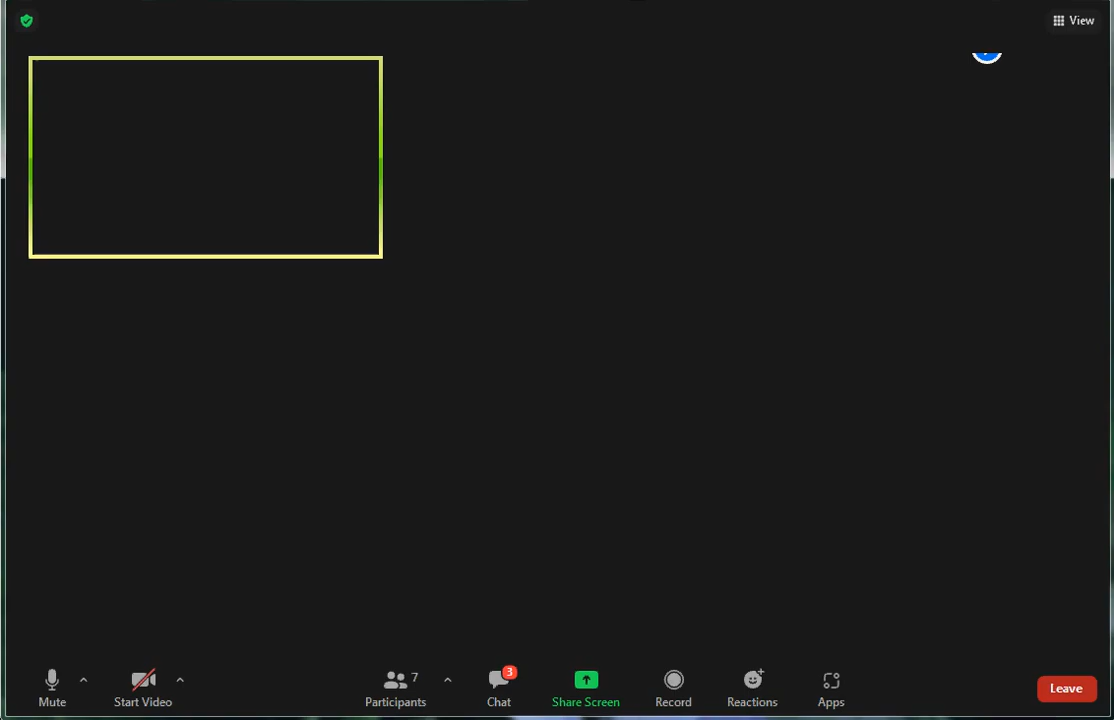 View
7
3
Mute
Start Video
Participants
Chat
Share Screen
Record
Reactions
Apps
Leave